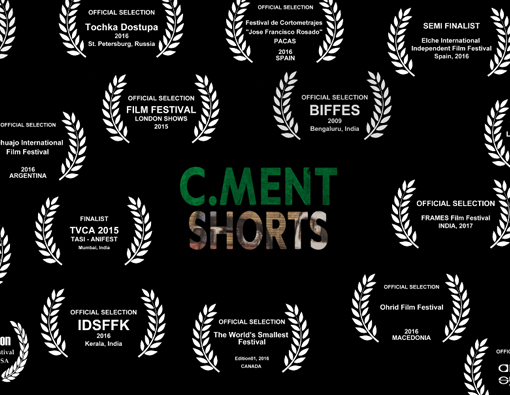 OFFICIAL SELECTION
Tochka Dostupa
2016
St. Petersburg, Russia
OFFICIAL SELECTION
Festival de Cortometrajes
"Jose Francisco Rosado"
PACAS
2016
SPAIN
SEMI FINALIST
Elche International
Independent Film Festival
Spain, 2016
OFFICIAL SELECTION
FILM FESTIVAL
LONDON SHOWS
2015
OFFICIAL SELECTION
BIFFES
2009
Bengaluru, India
OFFICIAL SELECTION
huajo International
Film Festival
2016
ARGENTINA
C.MENT
SHORTS
OFFICIAL SELECTION
FRAMES Film Festival
INDIA, 2017
FINALIST
TVCA 2015
TASI - ANIFEST
Mumbai, India
OFFICIAL SELECTION
IDSFFK
2016
Kerala, India
OFFICIAL SELECTION
The World's Smallest
Festival
Edition01, 2016
CANADA
OFFICIAL SELECTION
Ohrid Film Festival
2016
MACEDONIA
on
stival
SA
OFFI